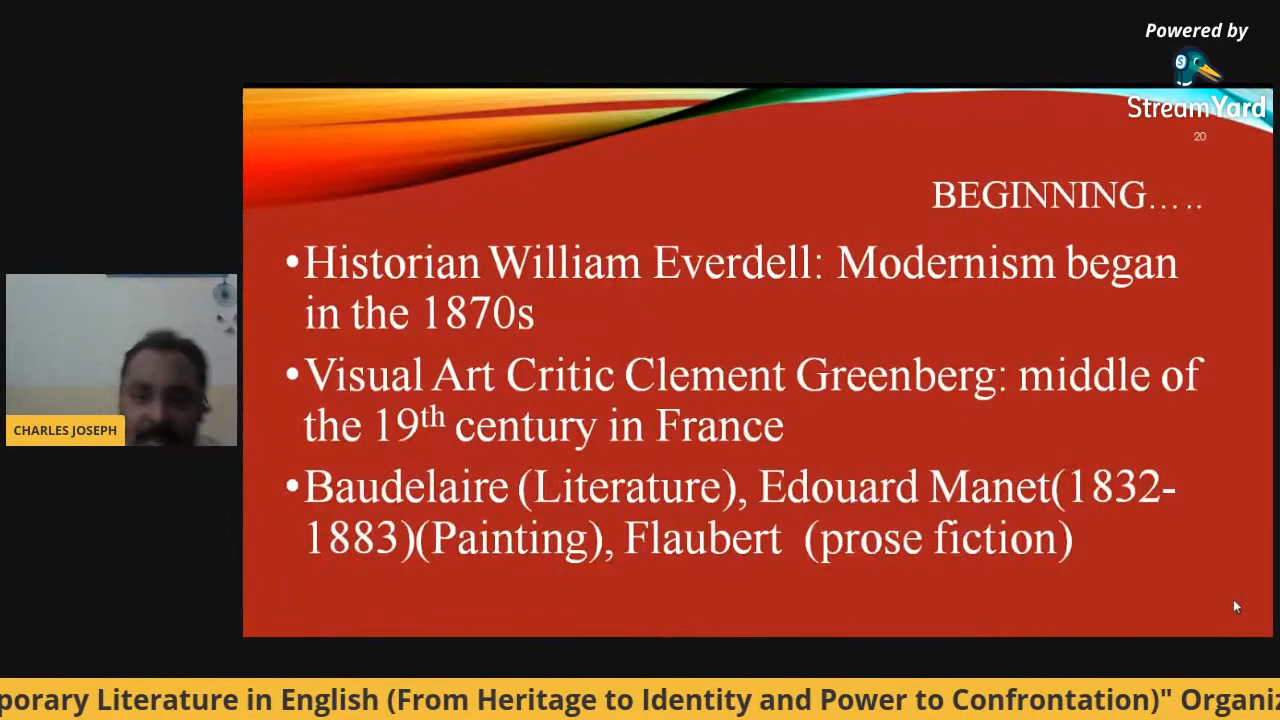 Powered by
StreamYard
20
BEGINNING…..
•Historian William Everdell: Modernism began
in the 1870s
•Visual Art Critic Clement Greenberg: middle of
the 19th century in France
•Baudelaire (Literature), Edouard Manet(1832-
1883)(Painting), Flaubert (prose fiction)
CHARLES JOSEPH
porary Literature in English (From Heritage to Identity and Power to Confrontation)" Organiz